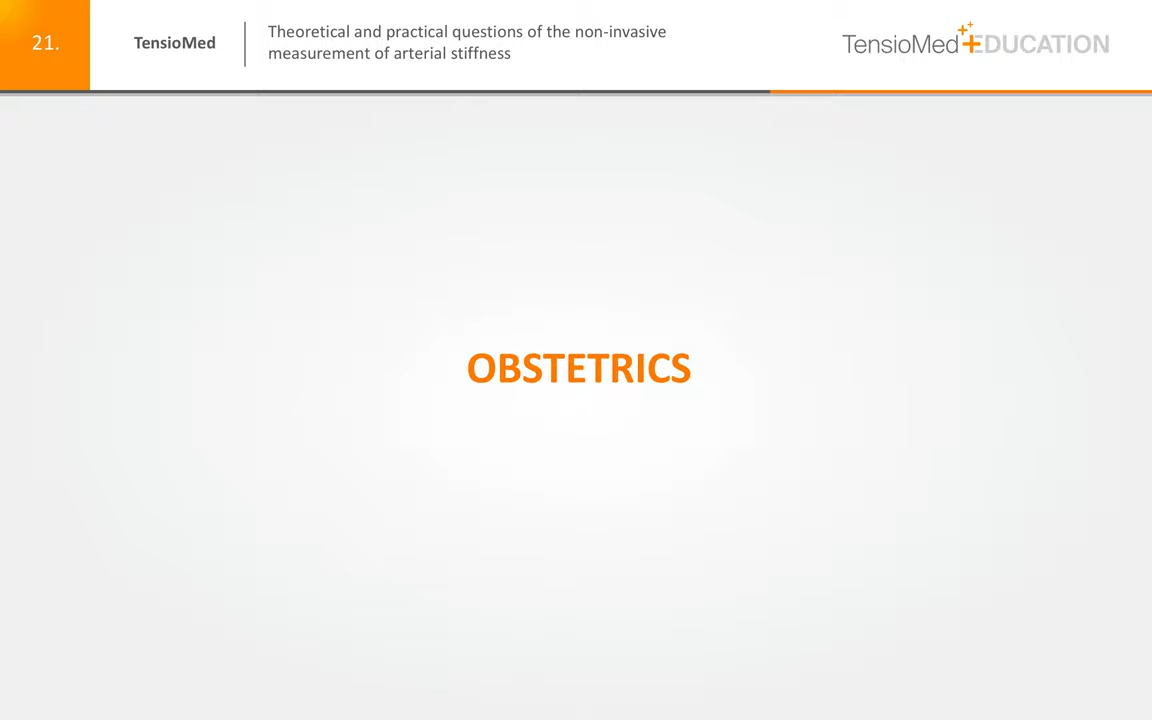 21.
TensioMed
Theoretical and practical questions of the non-invasive
measurement of arterial stiffness
TensioMed EDUCATION
OBSTETRICS